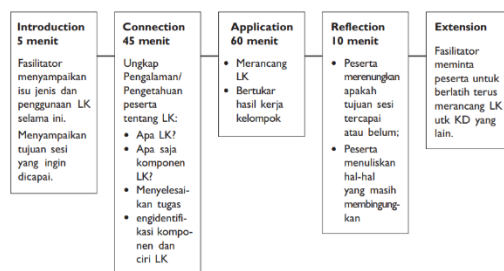 Introduction
5 menit
Fasilitator
menyampaikan
isu jenis dan
penggunaan LK
selama ini.
Menyampaikan
tujuan sesi
yang ingin
dicapai.
Connection
45 menit
Ungkap
Pengalaman/
Pengetahuan
peserta
tentang LK:
• Apa LK?
• Apa saja
komponen
LK?
• Menyelesai-
kan tugas
• engidentifi-
kasi kompo-
nen dan
ciri LK
Application
60 menit
• Merancang
LK
• Bertukar
hasil kerja
kelompok
Reflection
10 menit
• Peserta
merenungkan
apakah
tujuan sesi
tercapai
atau belum;
• Peserta
menuliskan
hal-hal
yang masih
membingung-
kan
Extension
Fasilitator
meminta
peserta untuk
berlatih terus
merancang LK
utk KD yang
lain.